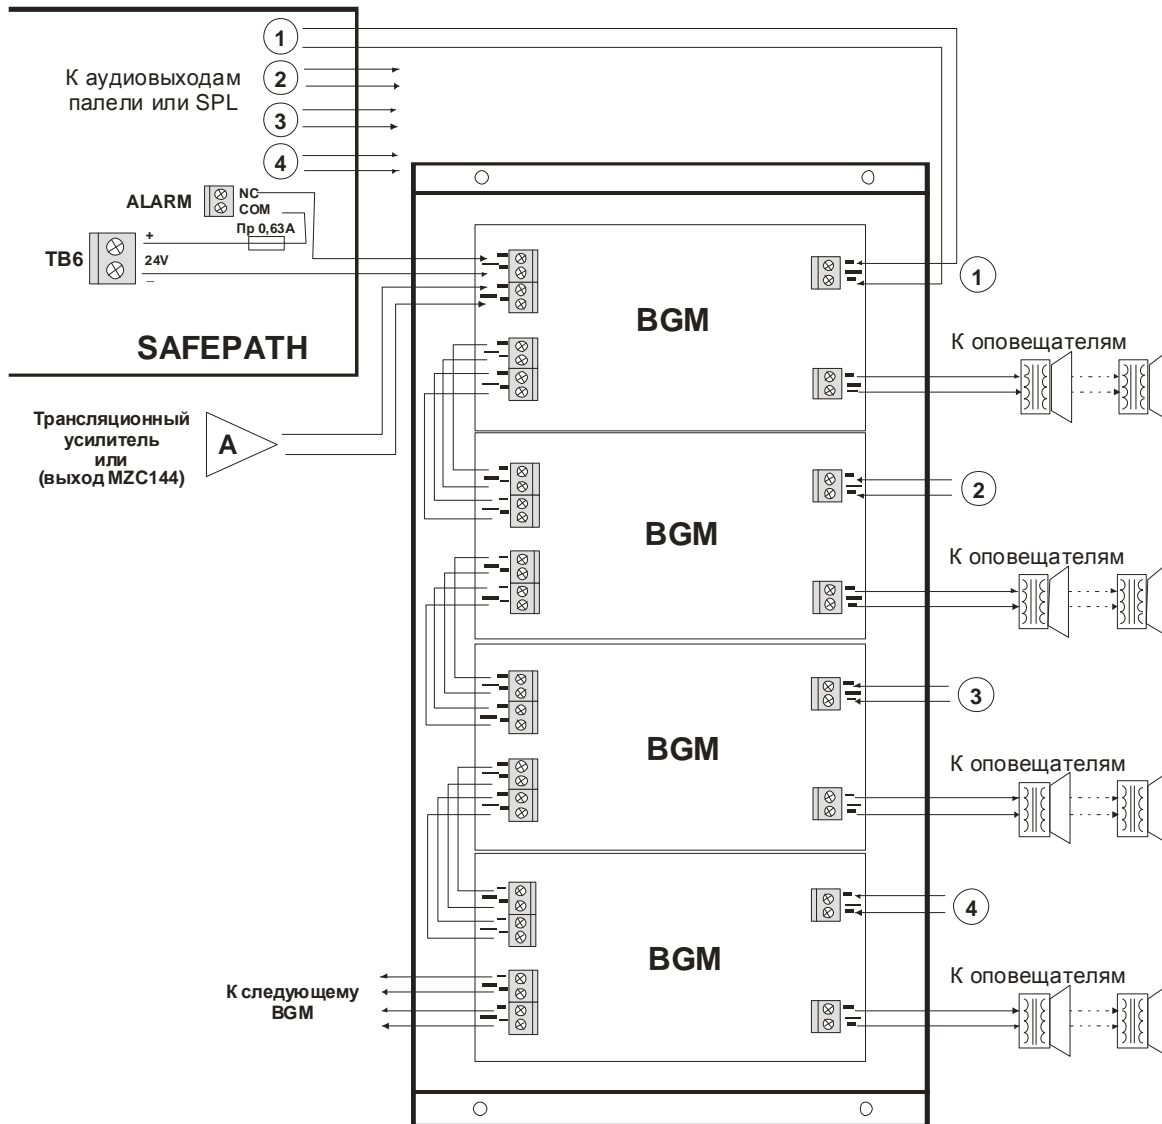 1
К аудиовыходам
палели или SPL
2
3
4
ALARM
NC
COM
Пр 0,63А
TB6
+
24V
–
SAFEPATH
Трансляционный
усилитель
или
(выход MZC144)
A
BGM
1
К оповещателям
BGM
2
К оповещателям
BGM
3
К оповещателям
BGM
4
К оповещателям
К следующему
BGM